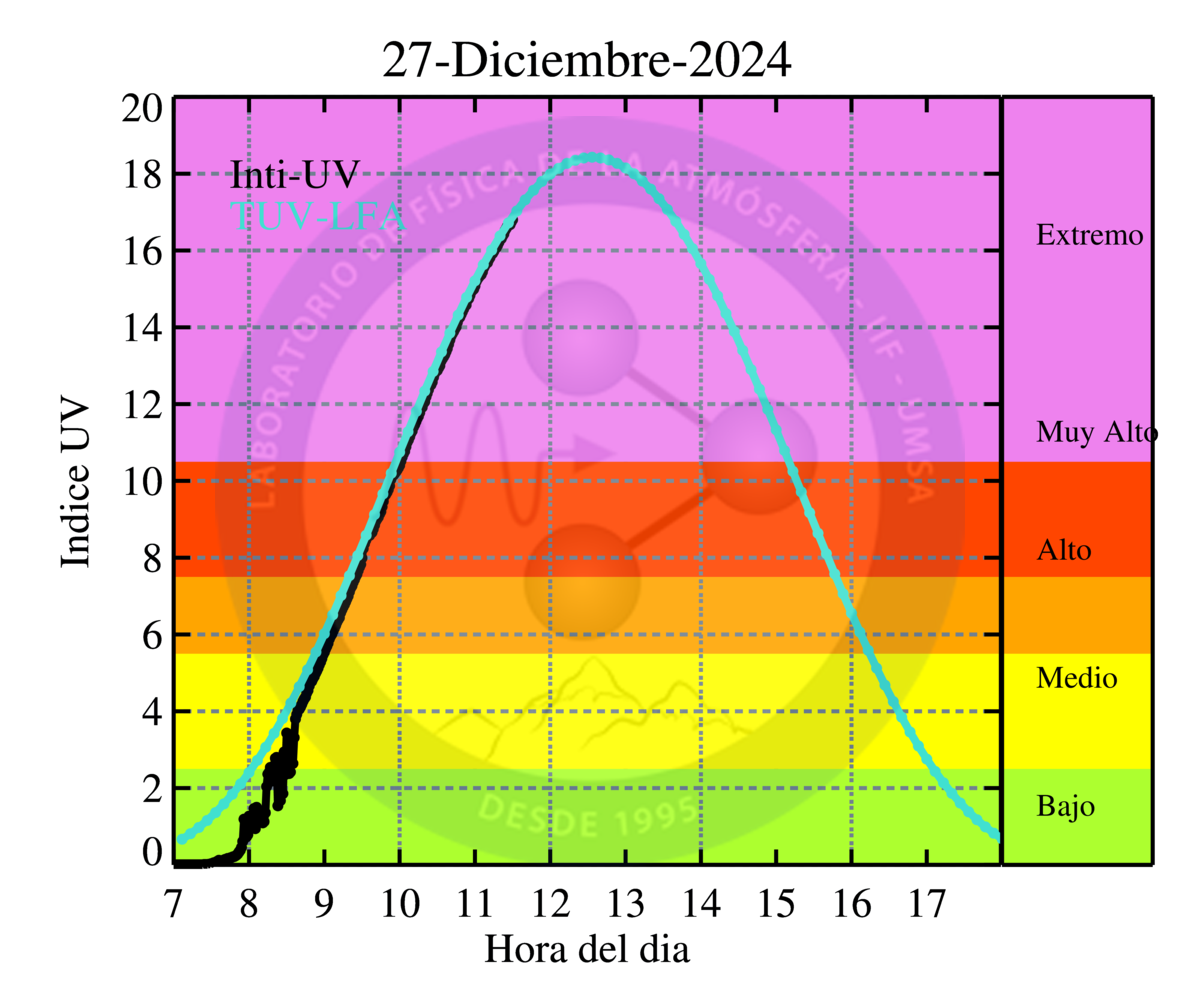 27-Diciembre-2024
20
18
16
14
12
10
8
6
4
2
0
Indice UV
Inti-UV
TUV-LFA
LABORATORIO DE FÍSICA DE LA ATMÓSFERA - IIF - UMSA
DESDE 1995
Extremo
Muy Alto
Alto
Medio
Bajo
7 8 9 10 11 12 13 14 15 16 17
Hora del dia